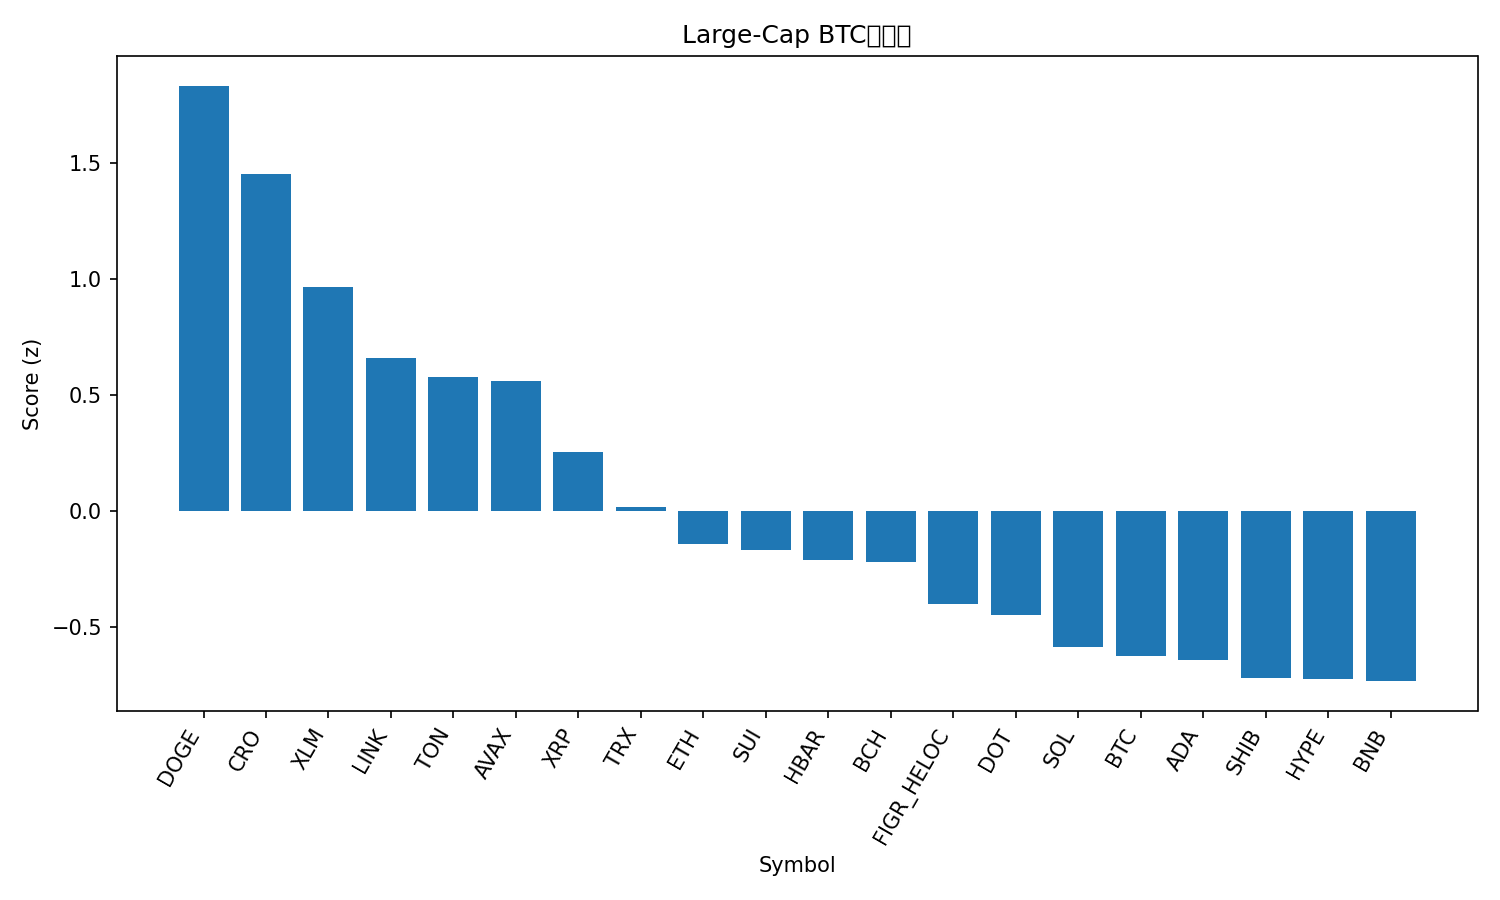 Large-Cap BTC
1.5
1.0
0.5
0.0
−0.5
Score (z)
DOGE
CRO
XLM
LINK
TON
AVAX
XRP
TRX
ETH
SUI
HBAR
BCH
FIGR_HELOC
DOT
SOL
BTC
ADA
SHIB
HYPE
BNB
Symbol